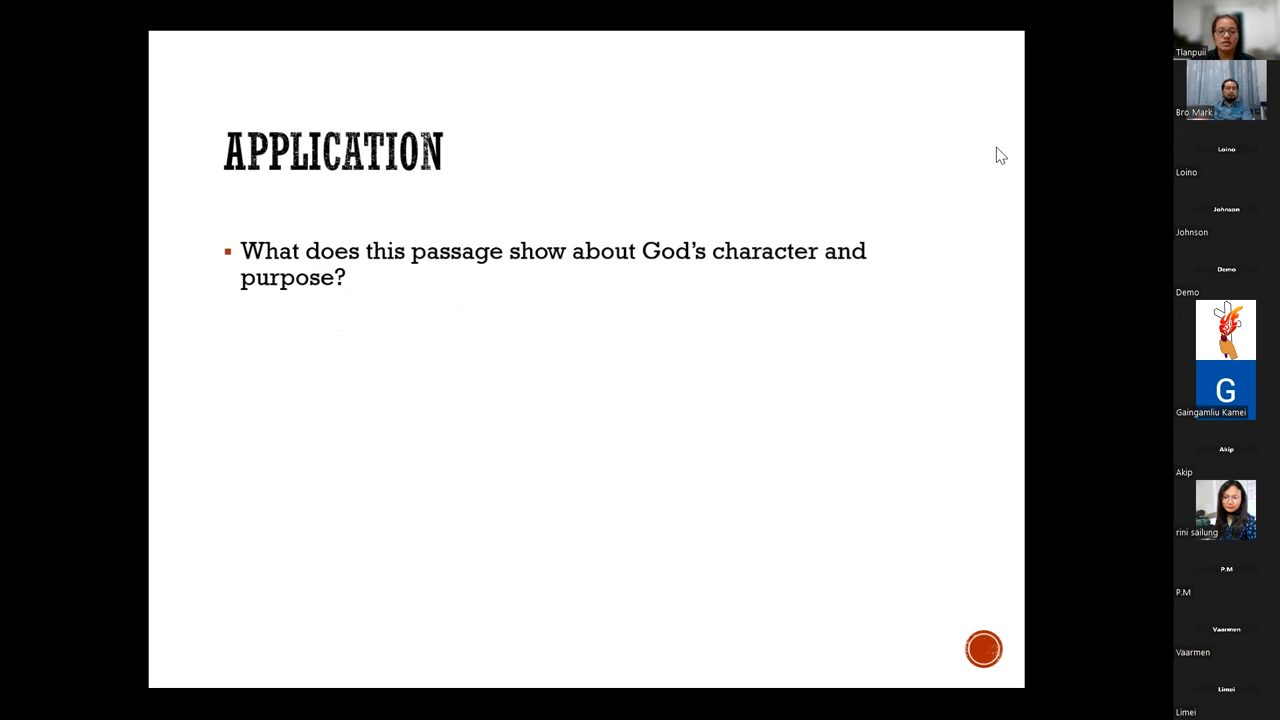 APPLICATION
▪ What does this passage show about God's character and
purpose?
Tlanpuii
Bro Mark
Loino
Loino
Johnson
Johnson
Demo
Demo
G
Gaingamliu Kamei
Akip
Akip
rini sailung
P.M
P.M
Vaarmen
Vaarmen
Limei
Limei